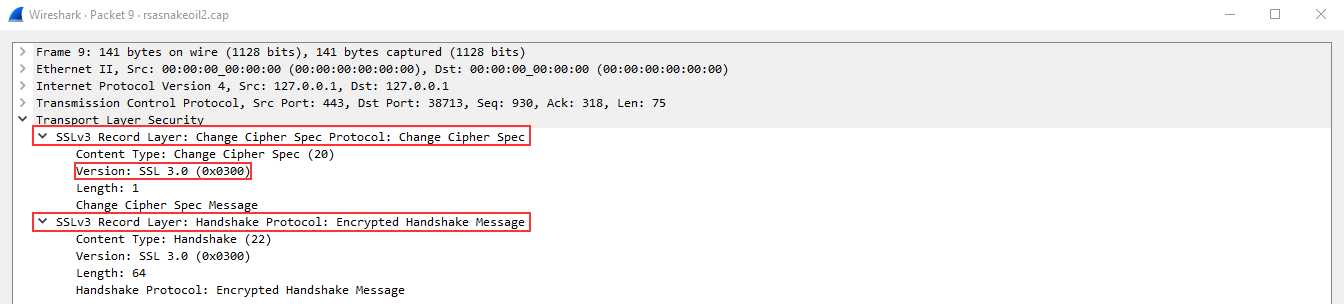 Wireshark · Packet 9 · rsasnakeoil2.cap
Frame 9: 141 bytes on wire (1128 bits), 141 bytes captured (1128 bits)
Ethernet II, Src: 00:00:00_00:00:00 (00:00:00:00:00:00), Dst: 00:00:00_00:00:00 (00:00:00:00:00:00)
Internet Protocol Version 4, Src: 127.0.0.1, Dst: 127.0.0.1
Transmission Control Protocol, Src Port: 443, Dst Port: 38713, Seq: 930, Ack: 318, Len: 75
Transport Layer Security
SSLv3 Record Layer: Change Cipher Spec Protocol: Change Cipher Spec
Content Type: Change Cipher Spec (20)
Version: SSL 3.0 (0x0300)
Length: 1
Change Cipher Spec Message
SSLv3 Record Layer: Handshake Protocol: Encrypted Handshake Message
Content Type: Handshake (22)
Version: SSL 3.0 (0x0300)
Length: 64
Handshake Protocol: Encrypted Handshake Message